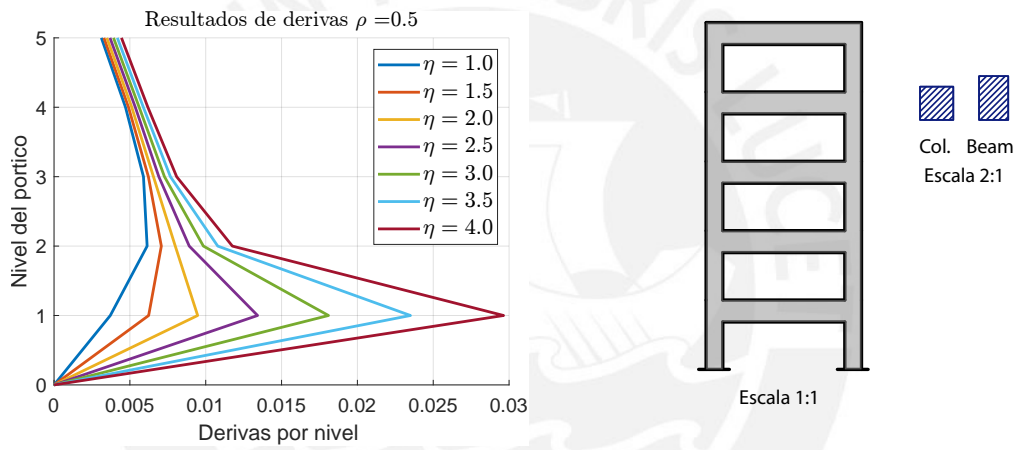 Resultados de derivas ρ =0.5
Nivel del portico
5
4
3
2
1
0
η = 1.0
η = 1.5
η = 2.0
η = 2.5
η = 3.0
η = 3.5
η = 4.0
0 0.005 0.01 0.015 0.02 0.025 0.03
Derivas por nivel
Escala 1:1
Col. Beam
Escala 2:1